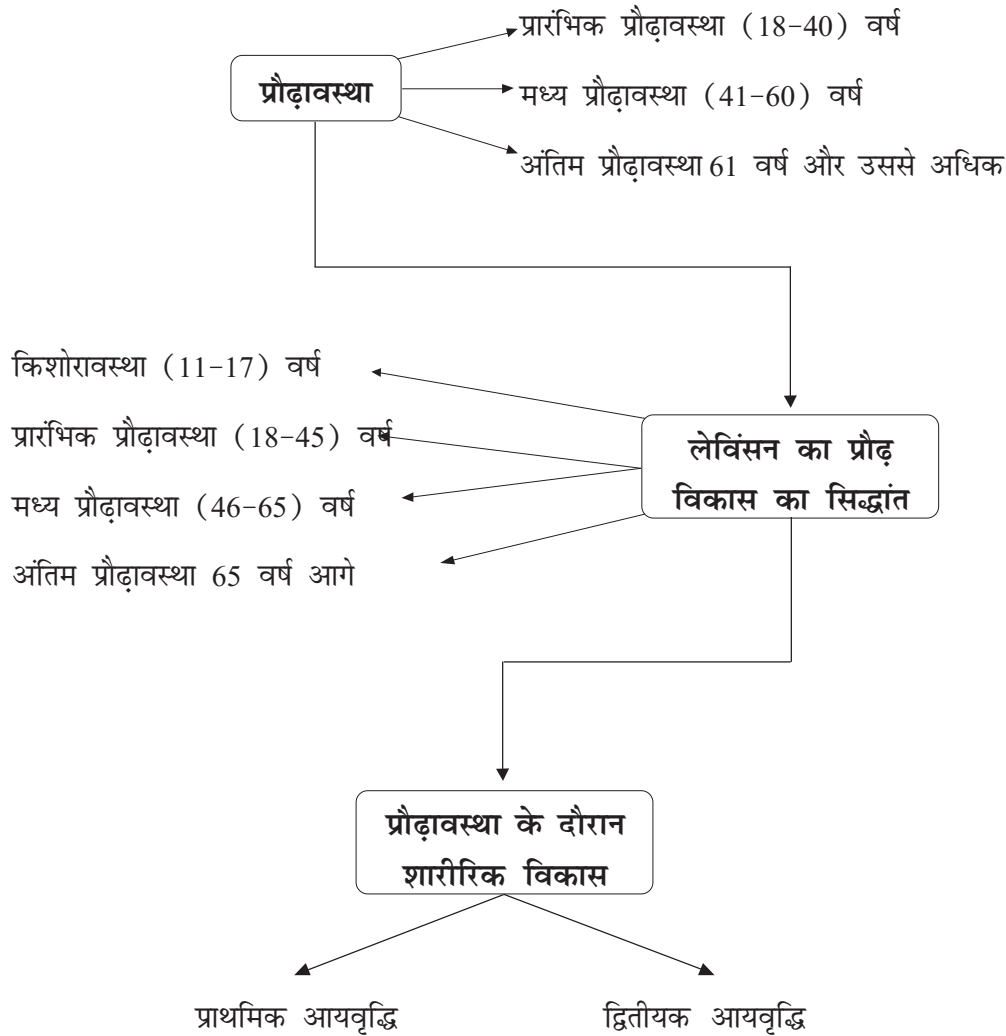 प्रारंभिक प्रौढ़ावस्था (18-40) वर्ष
प्रौढ़ावस्था
मध्य प्रौढ़ावस्था (41-60) वर्ष
अंतिम प्रौढ़ावस्था 61 वर्ष और उससे अधिक
किशोरावस्था (11-17) वर्ष
प्रारंभिक प्रौढ़ावस्था (18-45) वर्ष
मध्य प्रौढ़ावस्था (46-65) वर्ष
अंतिम प्रौढ़ावस्था 65 वर्ष आगे
लेविंसन का प्रौढ़
विकास का सिद्धांत
प्रौढ़ावस्था के दौरान
शारीरिक विकास
प्राथमिक आयवृद्धि
द्वितीयक आयवृद्धि